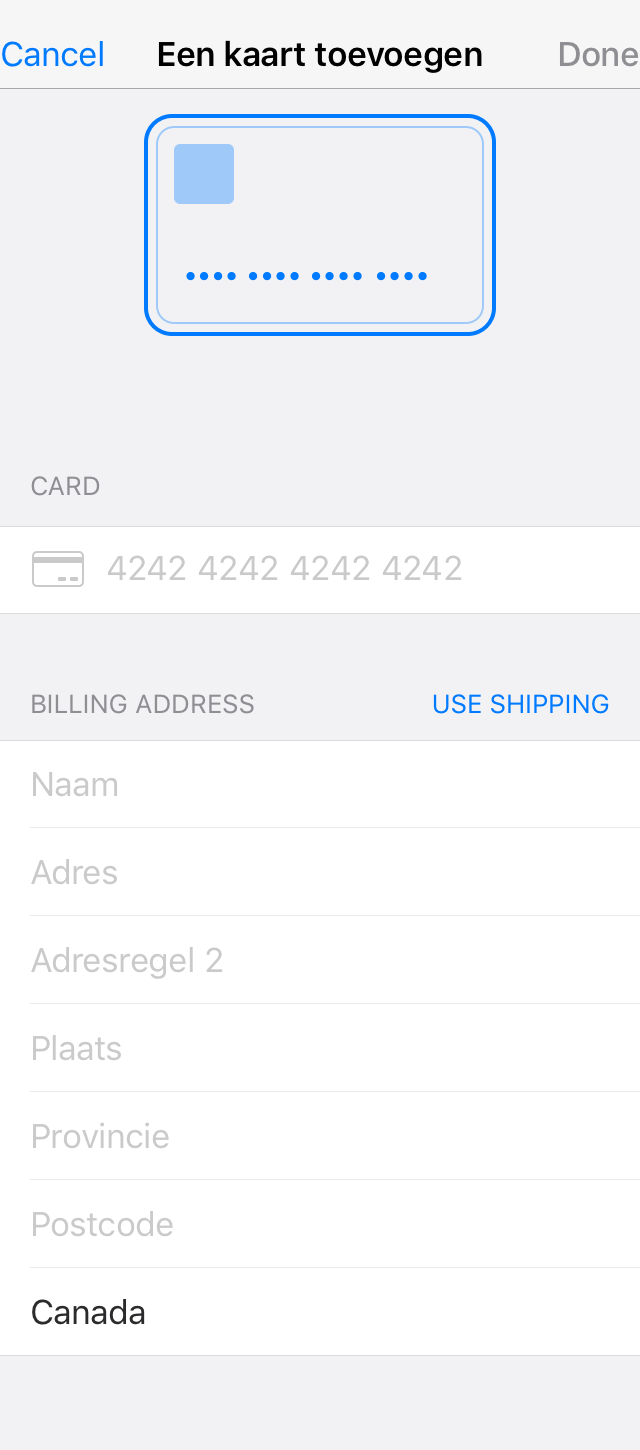 Cancel Een kaart toevoegen Done
•••• •••• •••• ••••
CARD
4242 4242 4242 4242
BILLING ADDRESS USE SHIPPING
Naam
Adres
Adresregel 2
Plaats
Provincie
Postcode
Canada